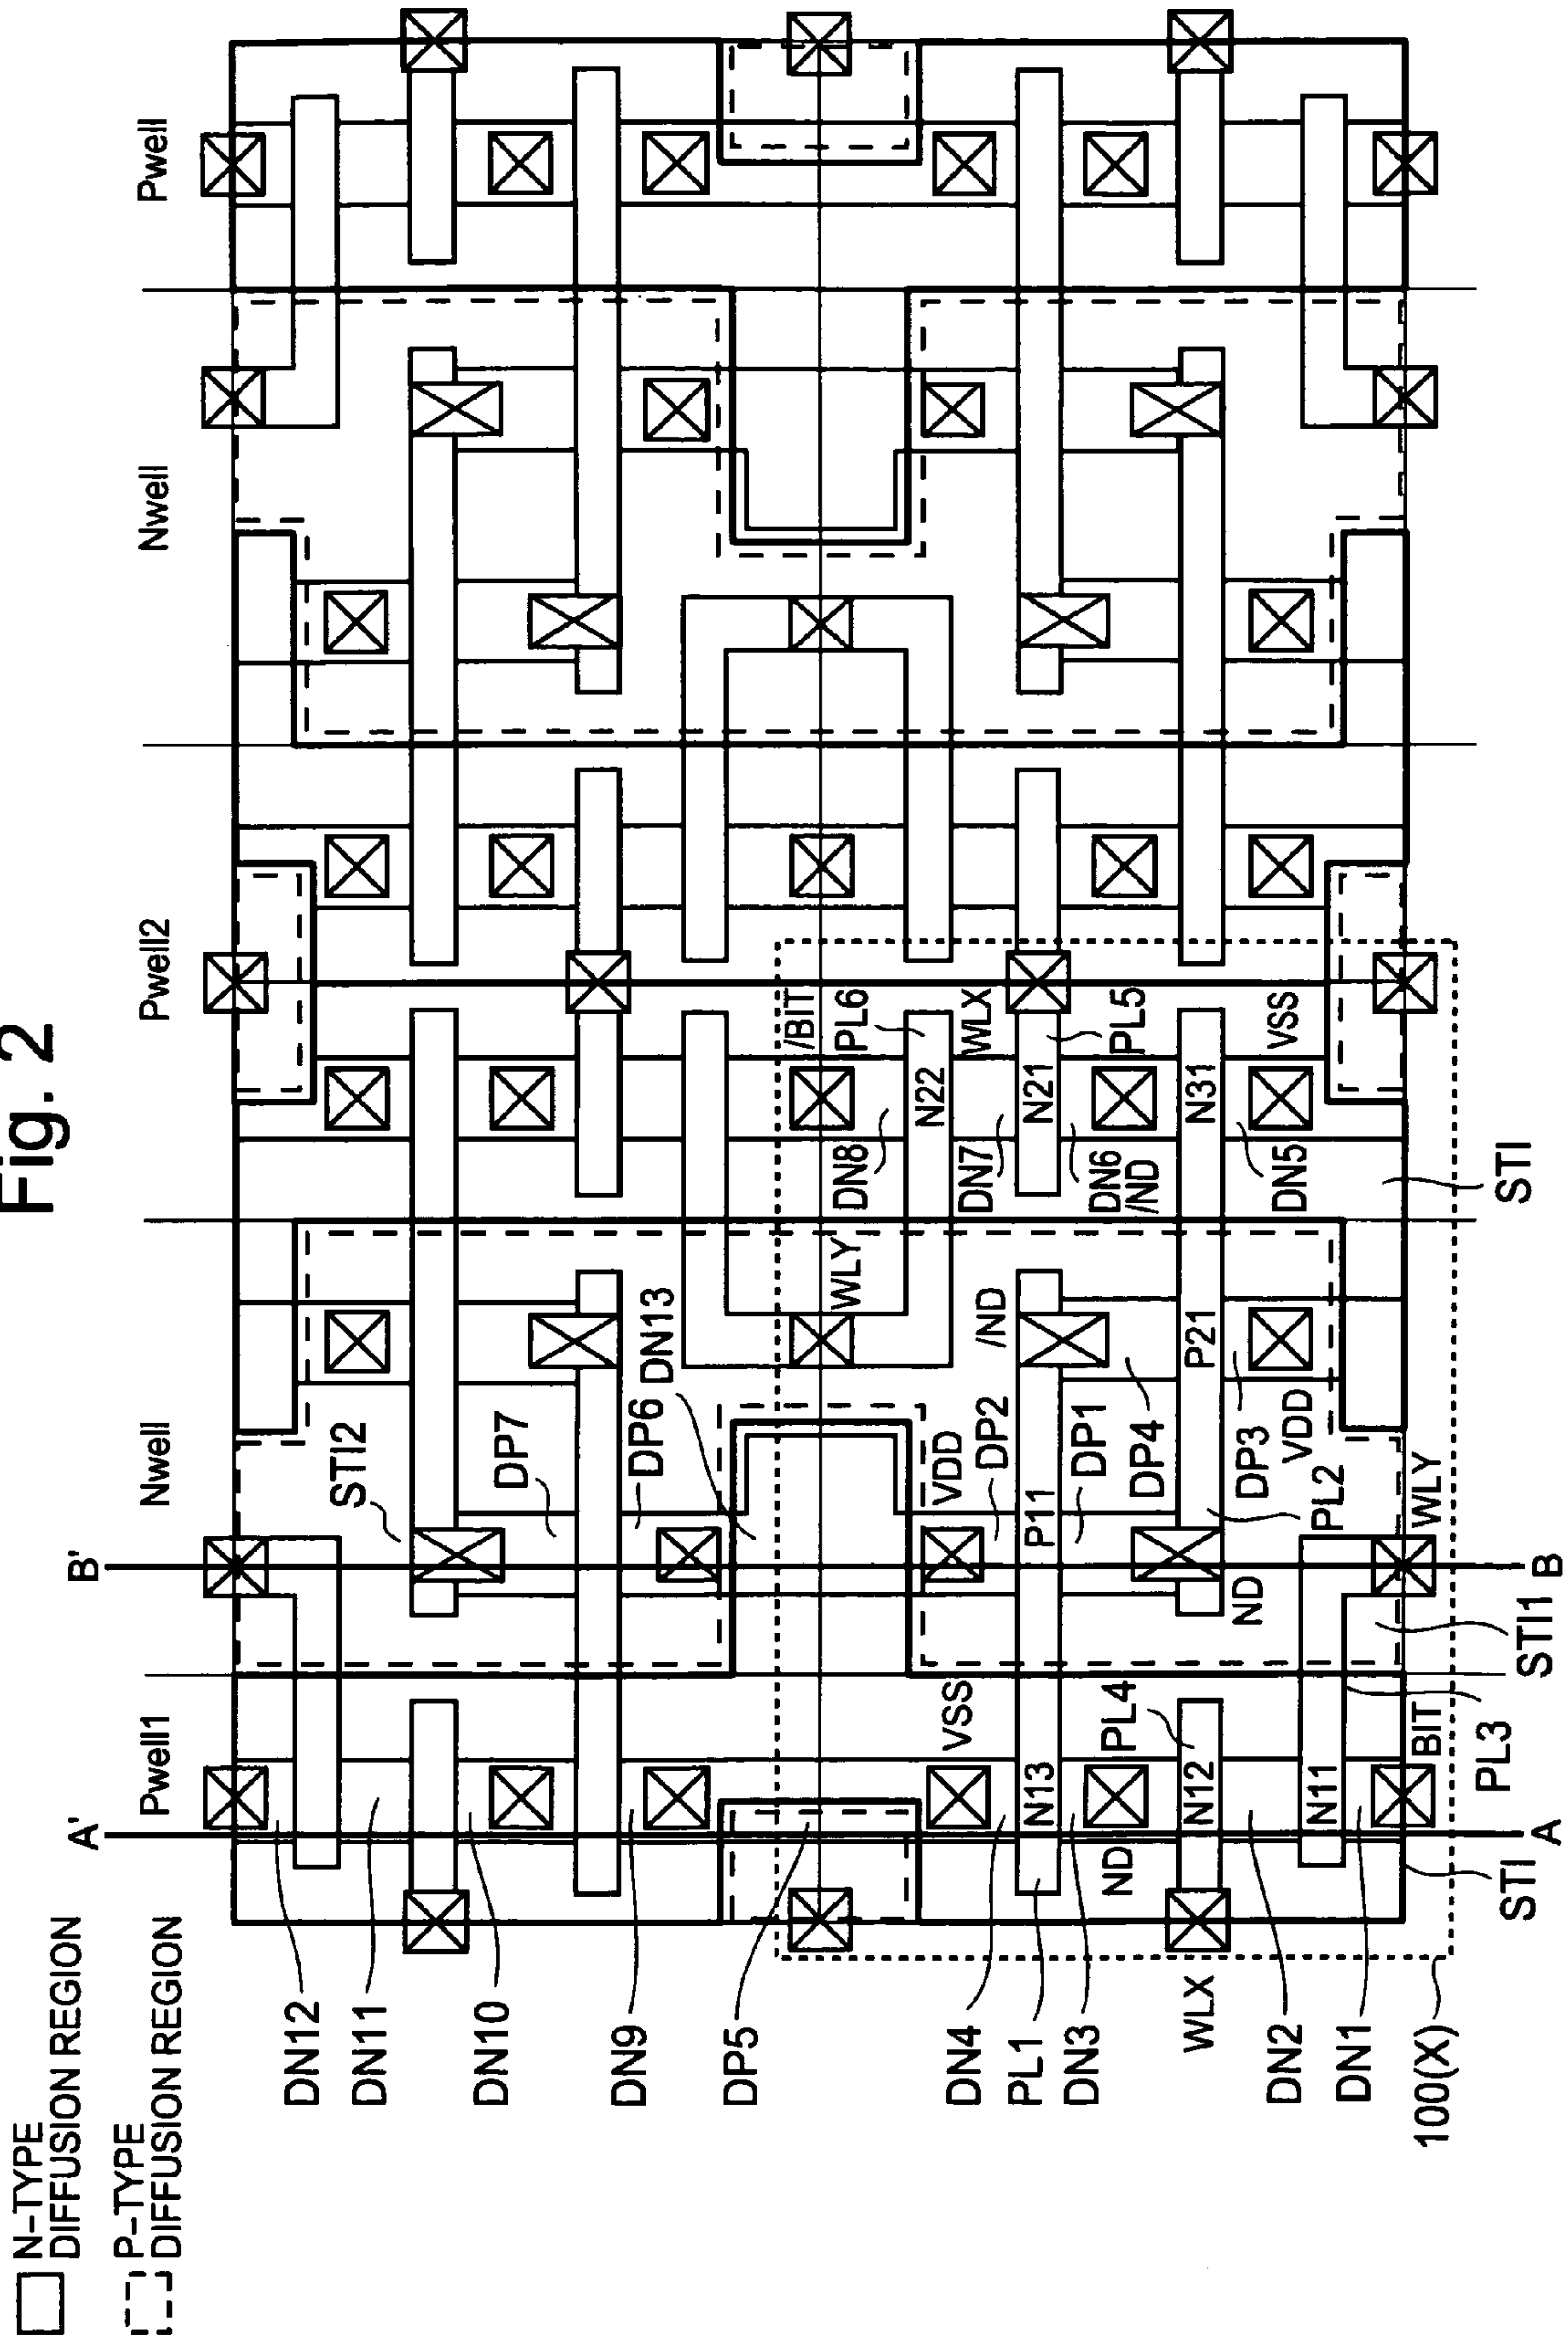 Fig. 2
N-TYPE
DIFFUSION REGION
P-TYPE
DIFFUSION REGION
Pwell1
Nwell
Pwell2
Nwell
Pwell
A'
B'
DN12
DN11
DN10
DN9
DP5
DN4
PL1
DN3
WLX
DN2
DN1
100(X)
STI2
DP7
DP6
DN13
WLY
/BIT
PL6
WLX
PL5
VSS
DN8
N22
DN7
N21
DN6
/ND
N31
DN5
VSS
VDD
DP2
/ND
N13
P11
DP1
DP4
P21
DP3
VDD
PL4
ND
N12
ND
PL2
N11
BIT
PL3
WLY
STI
A
STI1
B
STI